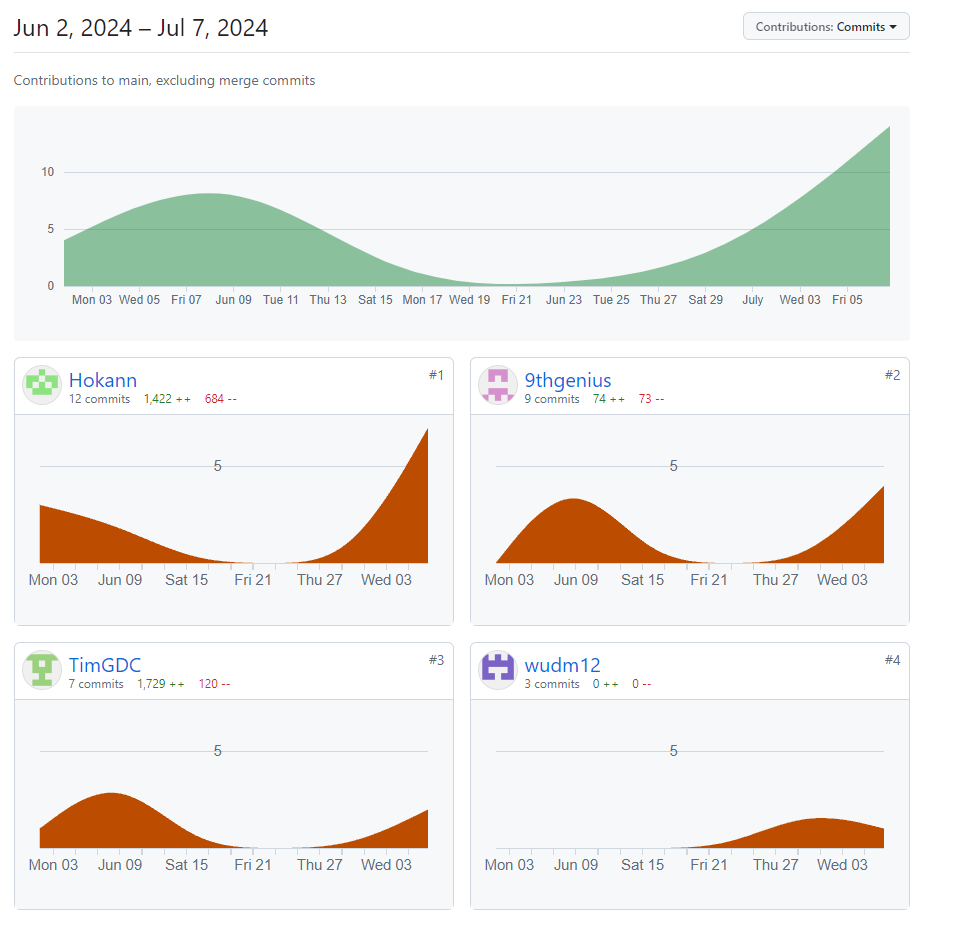 Jun 2, 2024 – Jul 7, 2024
Contributions: Commits
Contributions to main, excluding merge commits
10
5
0
Mon 03 Wed 05 Fri 07 Jun 09 Tue 11 Thu 13 Sat 15 Mon 17 Wed 19 Fri 21 Jun 23 Tue 25 Thu 27 Sat 29 July Wed 03 Fri 05
Hokann #1
12 commits 1,422 ++ 684 --
5
Mon 03 Jun 09 Sat 15 Fri 21 Thu 27 Wed 03
9thgenius #2
9 commits 74 ++ 73 --
5
Mon 03 Jun 09 Sat 15 Fri 21 Thu 27 Wed 03
TimGDC #3
7 commits 1,729 ++ 120 --
5
Mon 03 Jun 09 Sat 15 Fri 21 Thu 27 Wed 03
wudm12 #4
3 commits 0 ++ 0 --
5
Mon 03 Jun 09 Sat 15 Fri 21 Thu 27 Wed 03